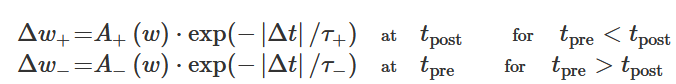 Δw₊=A₊ (w) · exp(− |Δt| /τ₊) at t_post for t_pre < t_post
Δw₋=A₋ (w) · exp(− |Δt| /τ₋) at t_pre for t_pre > t_post